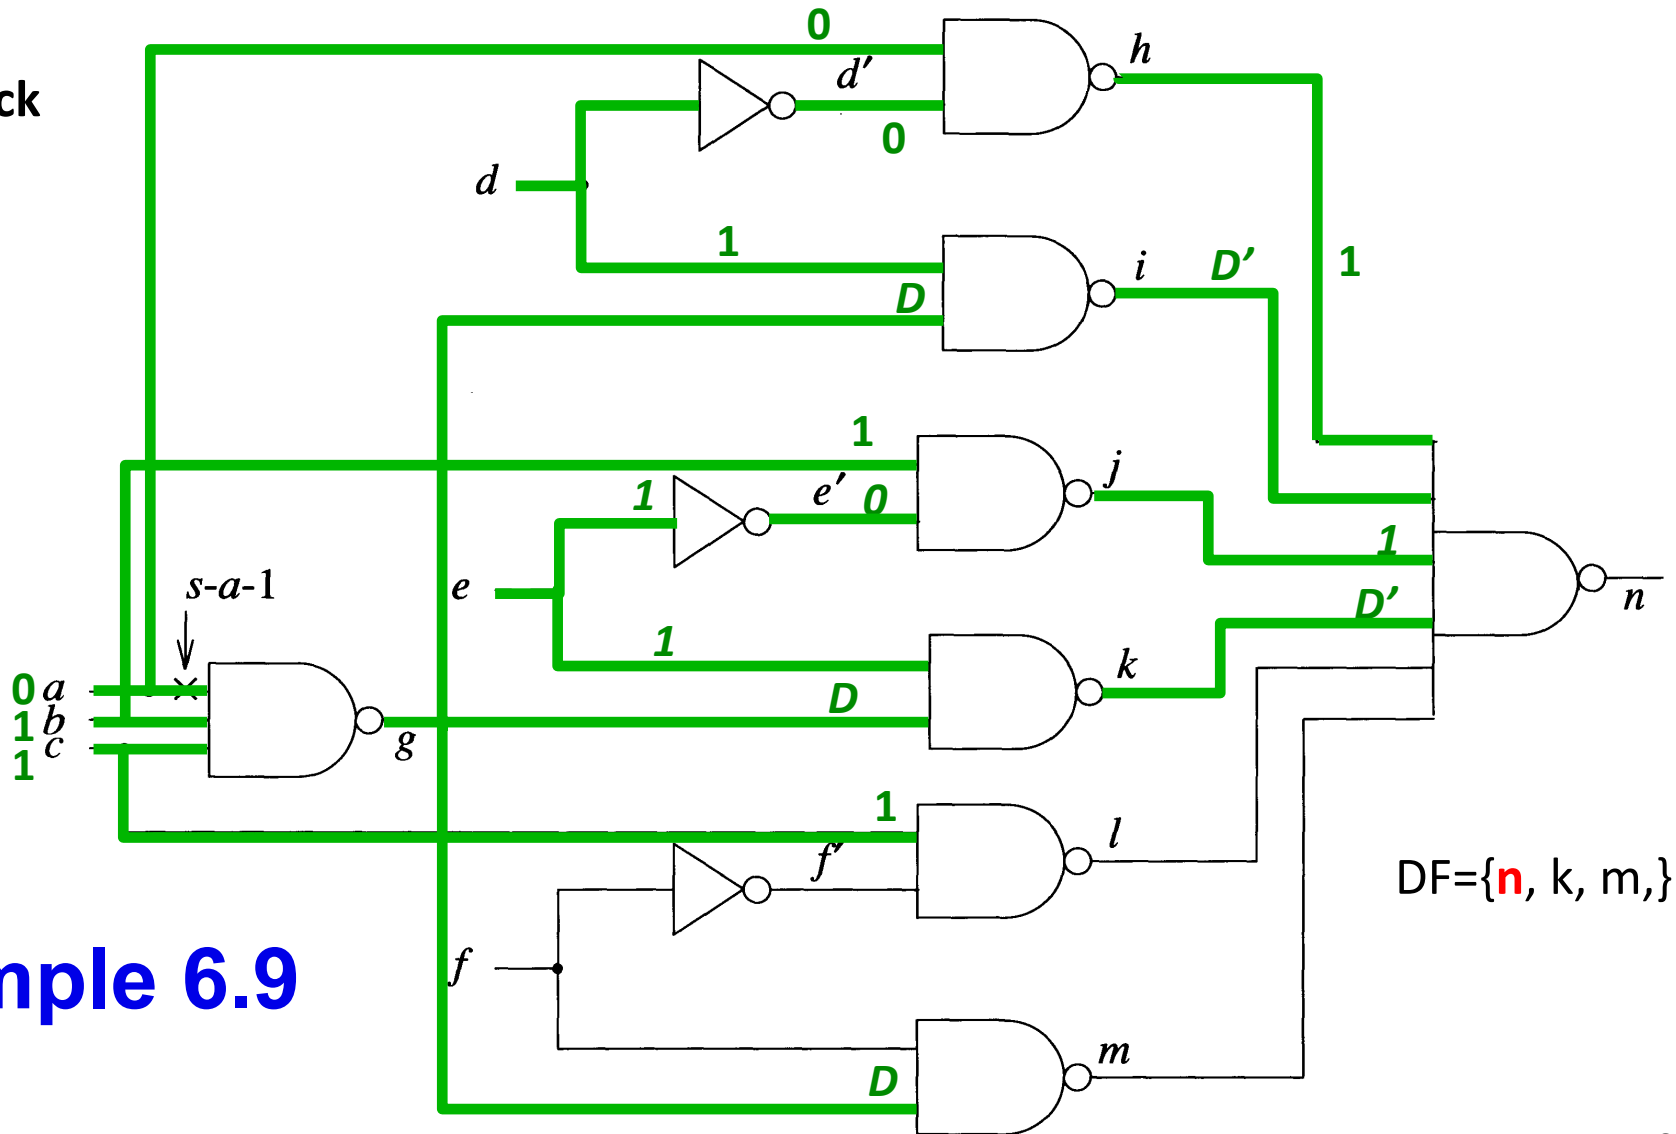 0
h
d′
ck
0
d
1
i
D′
1
D
1
j
1
e′
0
1
s-a-1
e
D′
n
1
k
0 a
D
1 b
1 c
g
1
l
f′
DF={n, k, m,}
mple 6.9
f
m
D